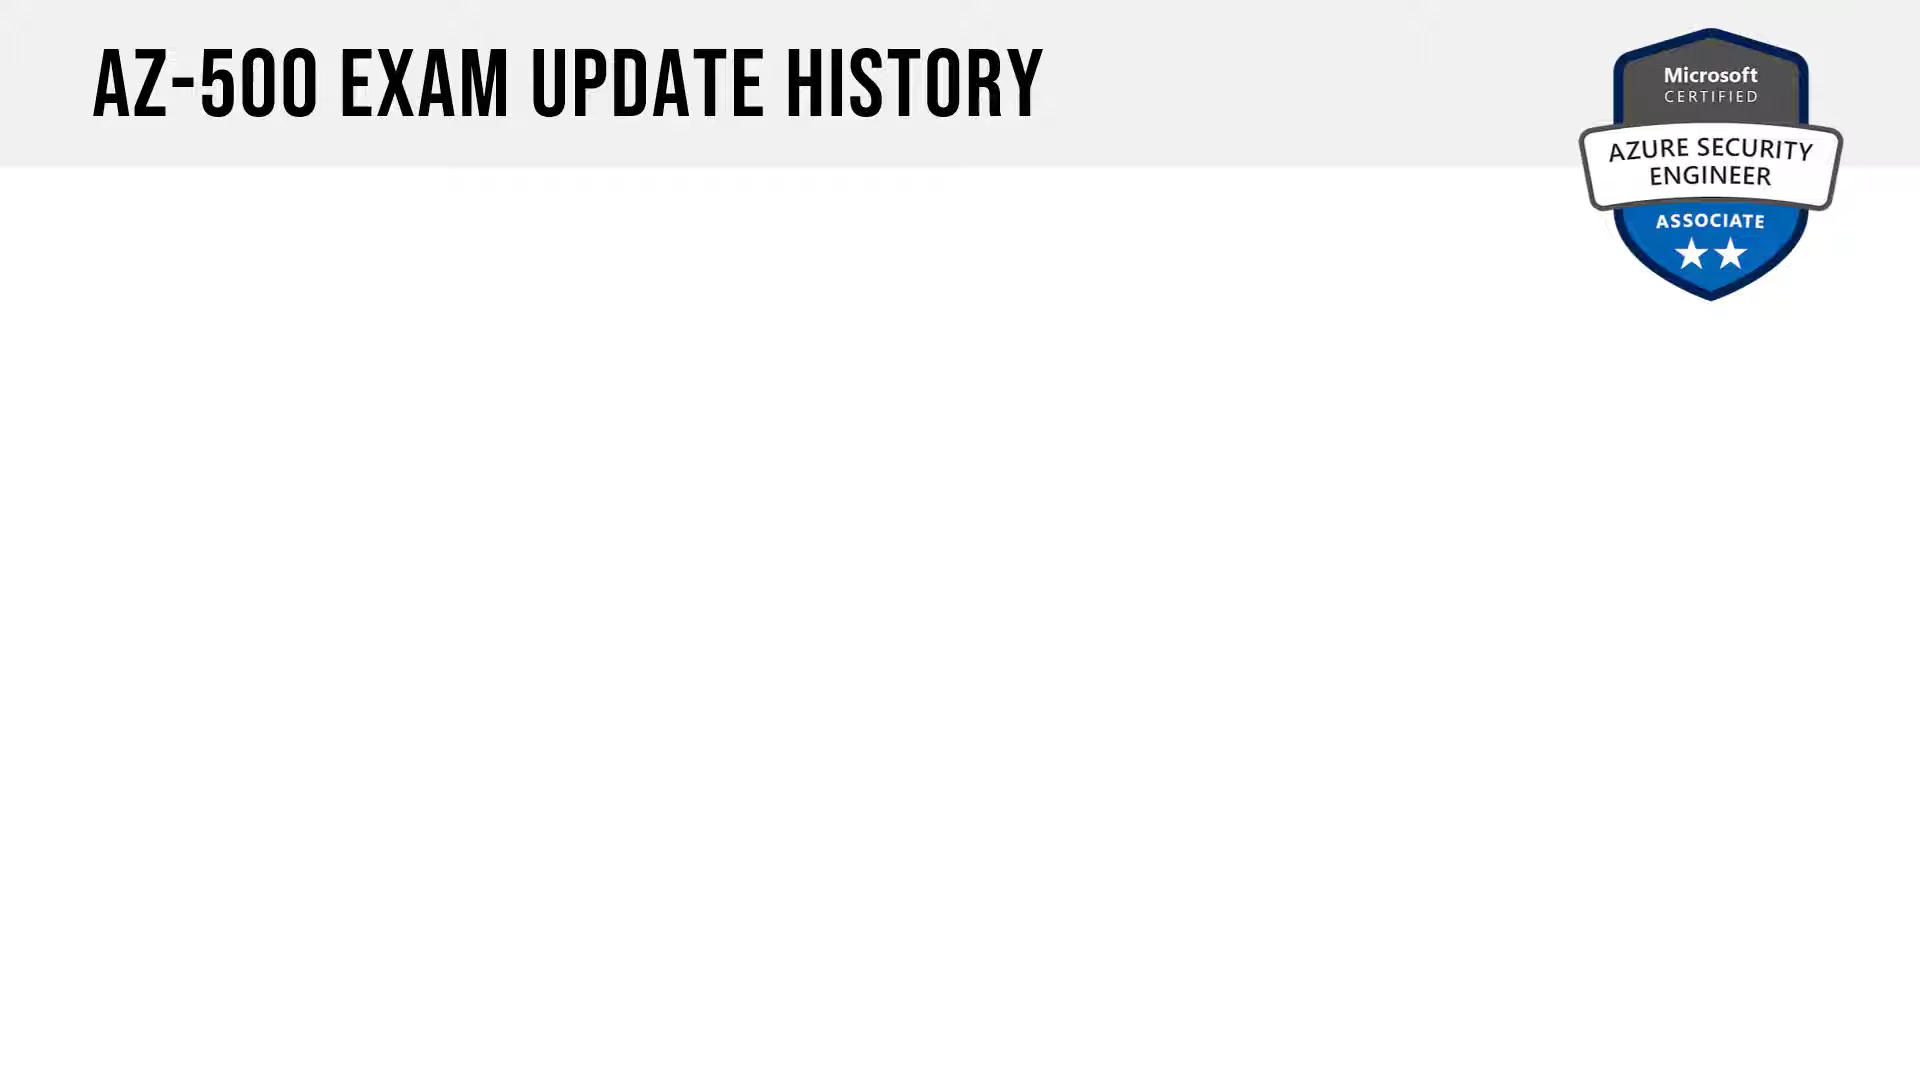 AZ-500 EXAM UPDATE HISTORY
Microsoft
CERTIFIED
AZURE SECURITY
ENGINEER
ASSOCIATE